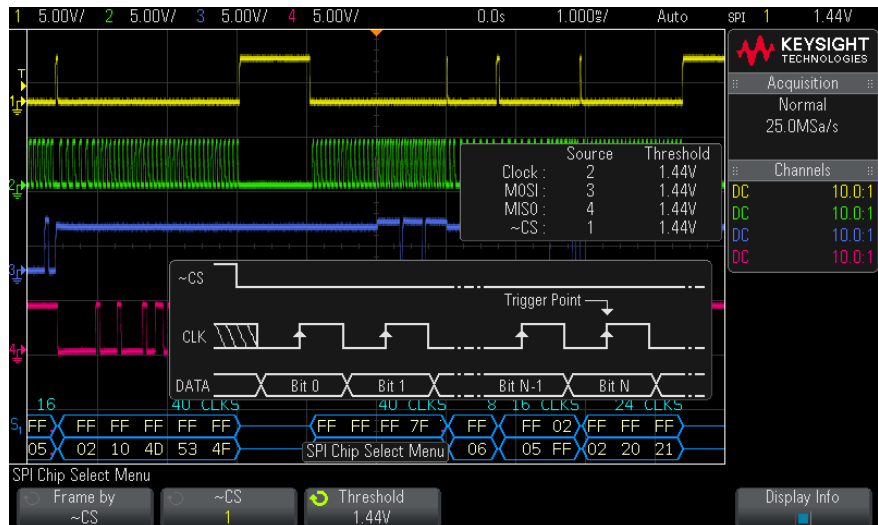 1 5.00V/ 2 5.00V/ 3 5.00V/ 4 5.00V/ 0.0s 1.000ms/ Auto SPI 1 1.44V
KEYSIGHT
TECHNOLOGIES
Acquisition
Normal
25.0MSa/s
Channels
DC 10.0:1
DC 10.0:1
DC 10.0:1
DC 10.0:1
T
1
2
3
4
Source Threshold
Clock : 2 1.44V
MOSI : 3 1.44V
MISO : 4 1.44V
~CS : 1 1.44V
~CS
Trigger Point
CLK
DATA Bit 0 Bit 1 Bit N-1 Bit N
16 40 CLKS 40 CLKS 8 16 CLKS 24 CLKS
S1 FF FF FF FF FF FF FF FF FF 7F FF FF 02 FF FF FF
05 02 10 4D 53 4F SPI Chip Select Menu 06 05 FF 02 20 21
SPI Chip Select Menu
Frame by ~CS Threshold Display Info
~CS 1 1.44V